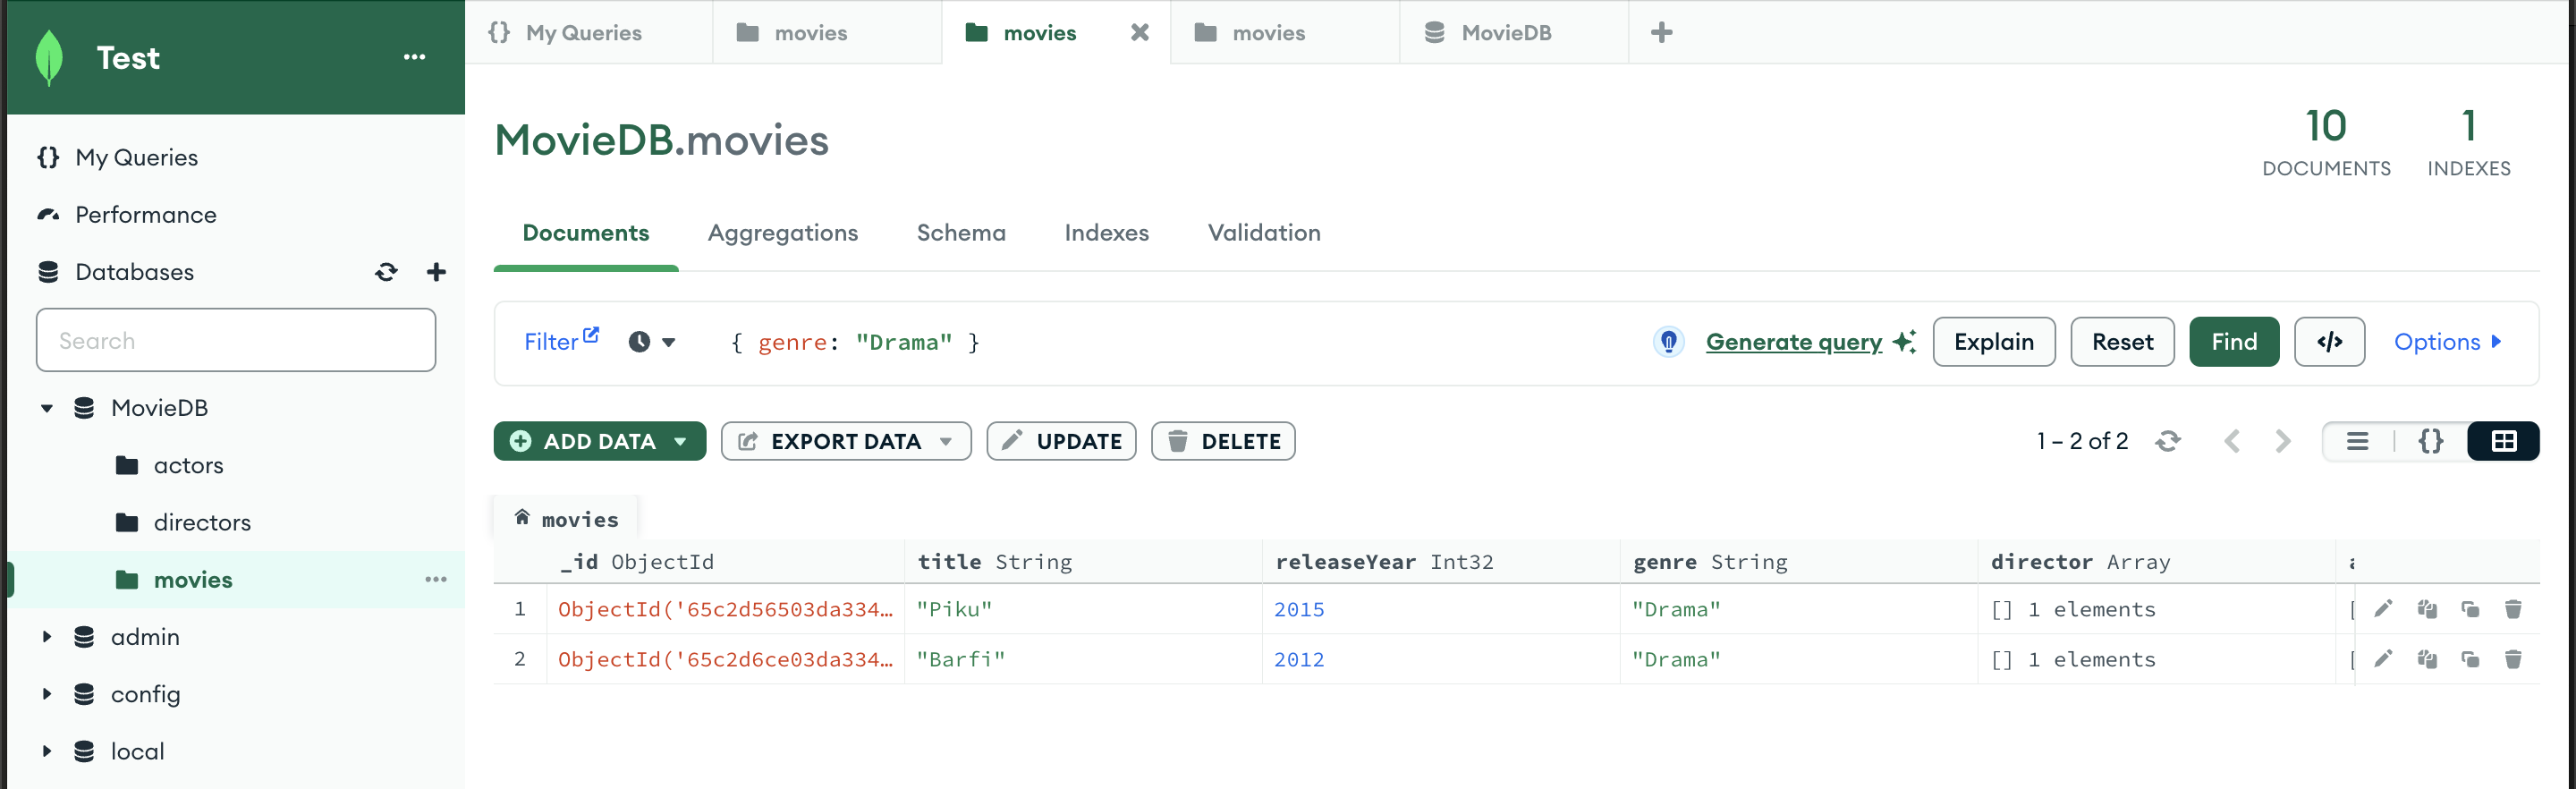 Test
My Queries
Performance
Databases
Search
MovieDB
actors
directors
movies
admin
config
local
{} My Queries movies movies movies MovieDB
MovieDB.movies
10 1
DOCUMENTS INDEXES
Documents Aggregations Schema Indexes Validation
Filter { genre: "Drama" } Generate query Explain Reset Find </> Options
ADD DATA EXPORT DATA UPDATE DELETE 1 – 2 of 2 {}
movies
_id ObjectId title String releaseYear Int32 genre String director Array
1 ObjectId('65c2d56503da334… "Piku" 2015 "Drama" [] 1 elements
2 ObjectId('65c2d6ce03da334… "Barfi" 2012 "Drama" [] 1 elements